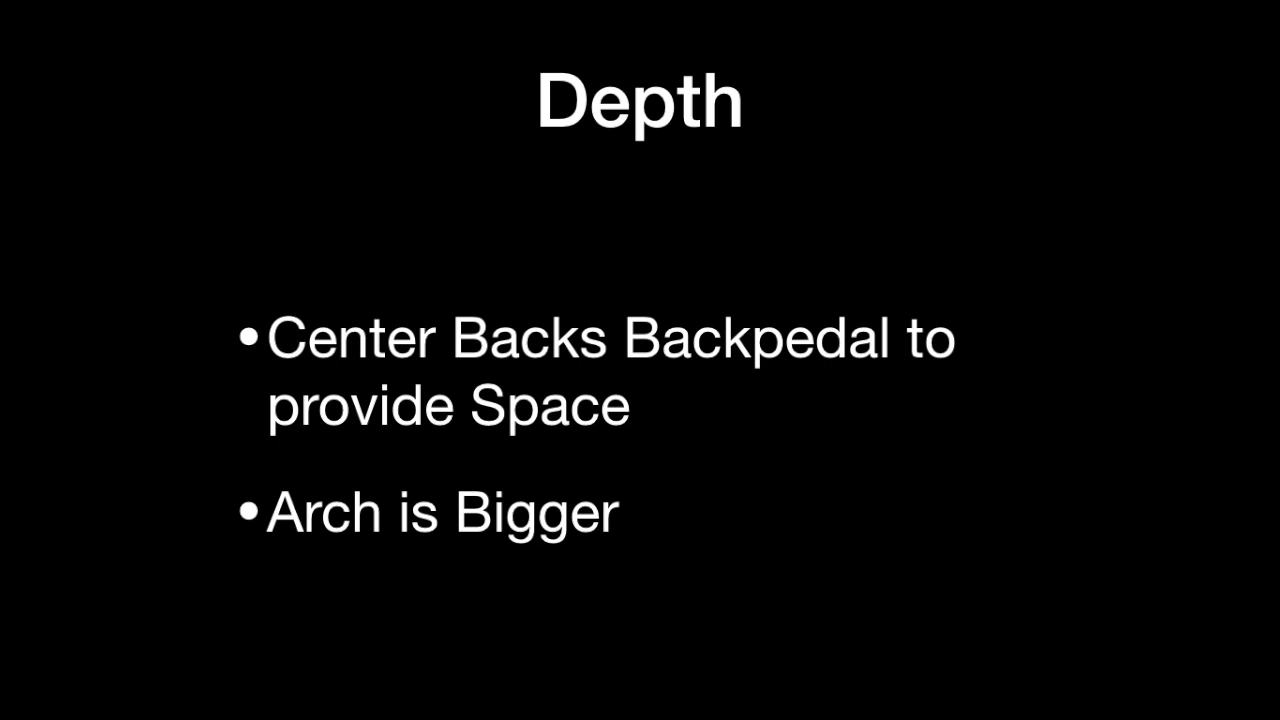 Depth
•Center Backs Backpedal to
provide Space
•Arch is Bigger